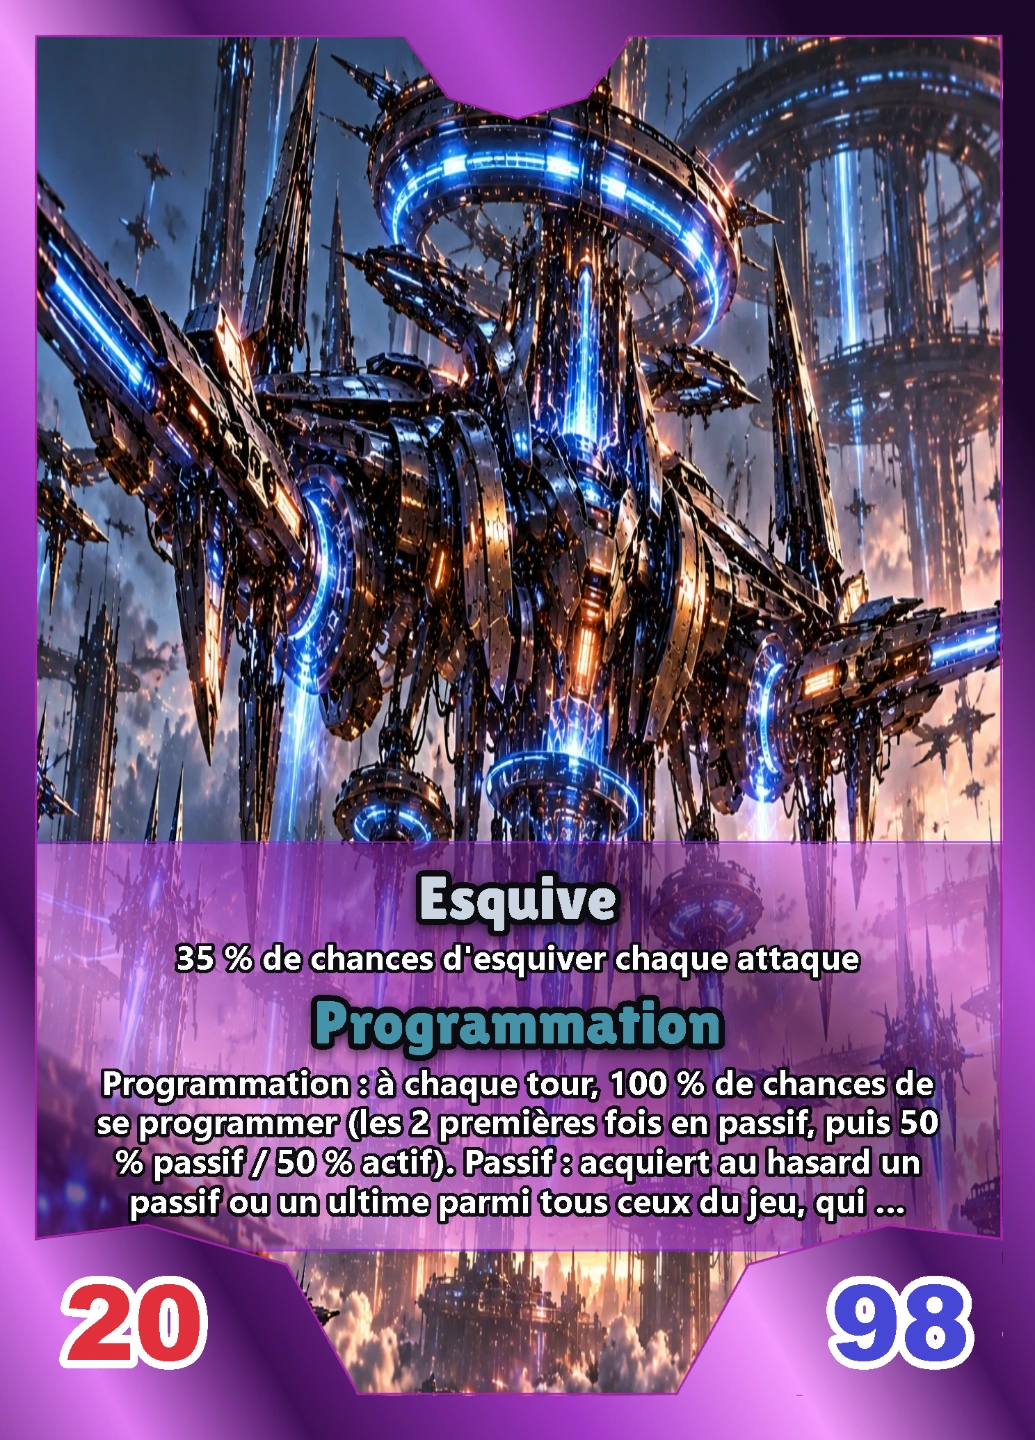 Esquive
35 % de chances d'esquiver chaque attaque
Programmation
Programmation : à chaque tour, 100 % de chances de
se programmer (les 2 premières fois en passif, puis 50
% passif / 50 % actif). Passif : acquiert au hasard un
passif ou un ultime parmi tous ceux du jeu, qui ...
20
98